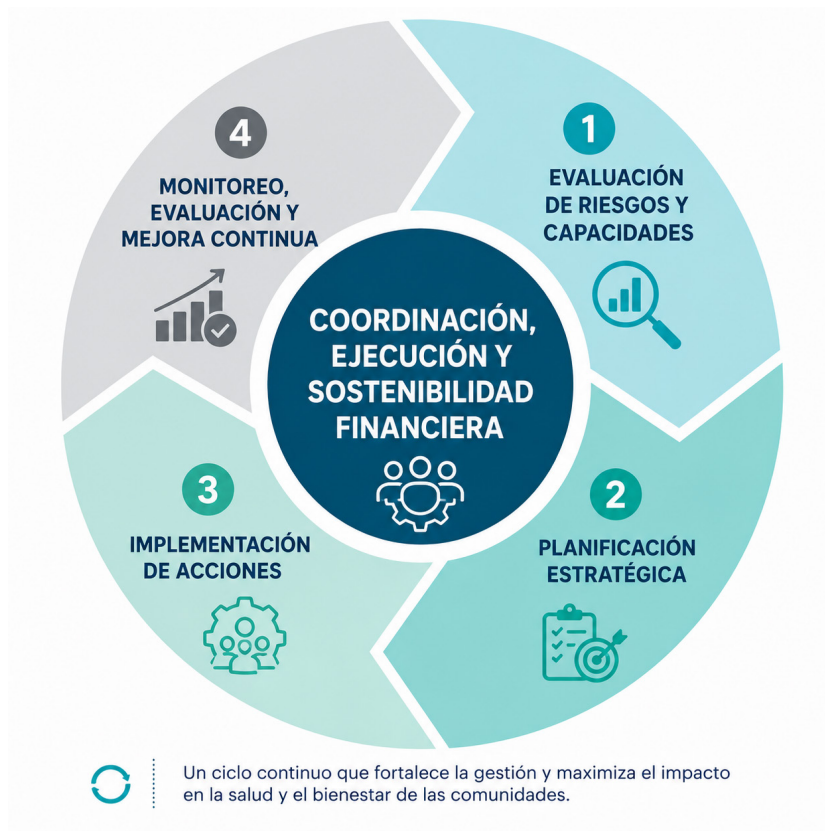 1
EVALUACIÓN
DE RIESGOS Y
CAPACIDADES
2
PLANIFICACIÓN
ESTRATÉGICA
3
IMPLEMENTACIÓN
DE ACCIONES
4
MONITOREO,
EVALUACIÓN Y
MEJORA CONTINUA
COORDINACIÓN,
EJECUCIÓN Y
SOSTENIBILIDAD
FINANCIERA
Un ciclo continuo que fortalece la gestión y maximiza el impacto
en la salud y el bienestar de las comunidades.